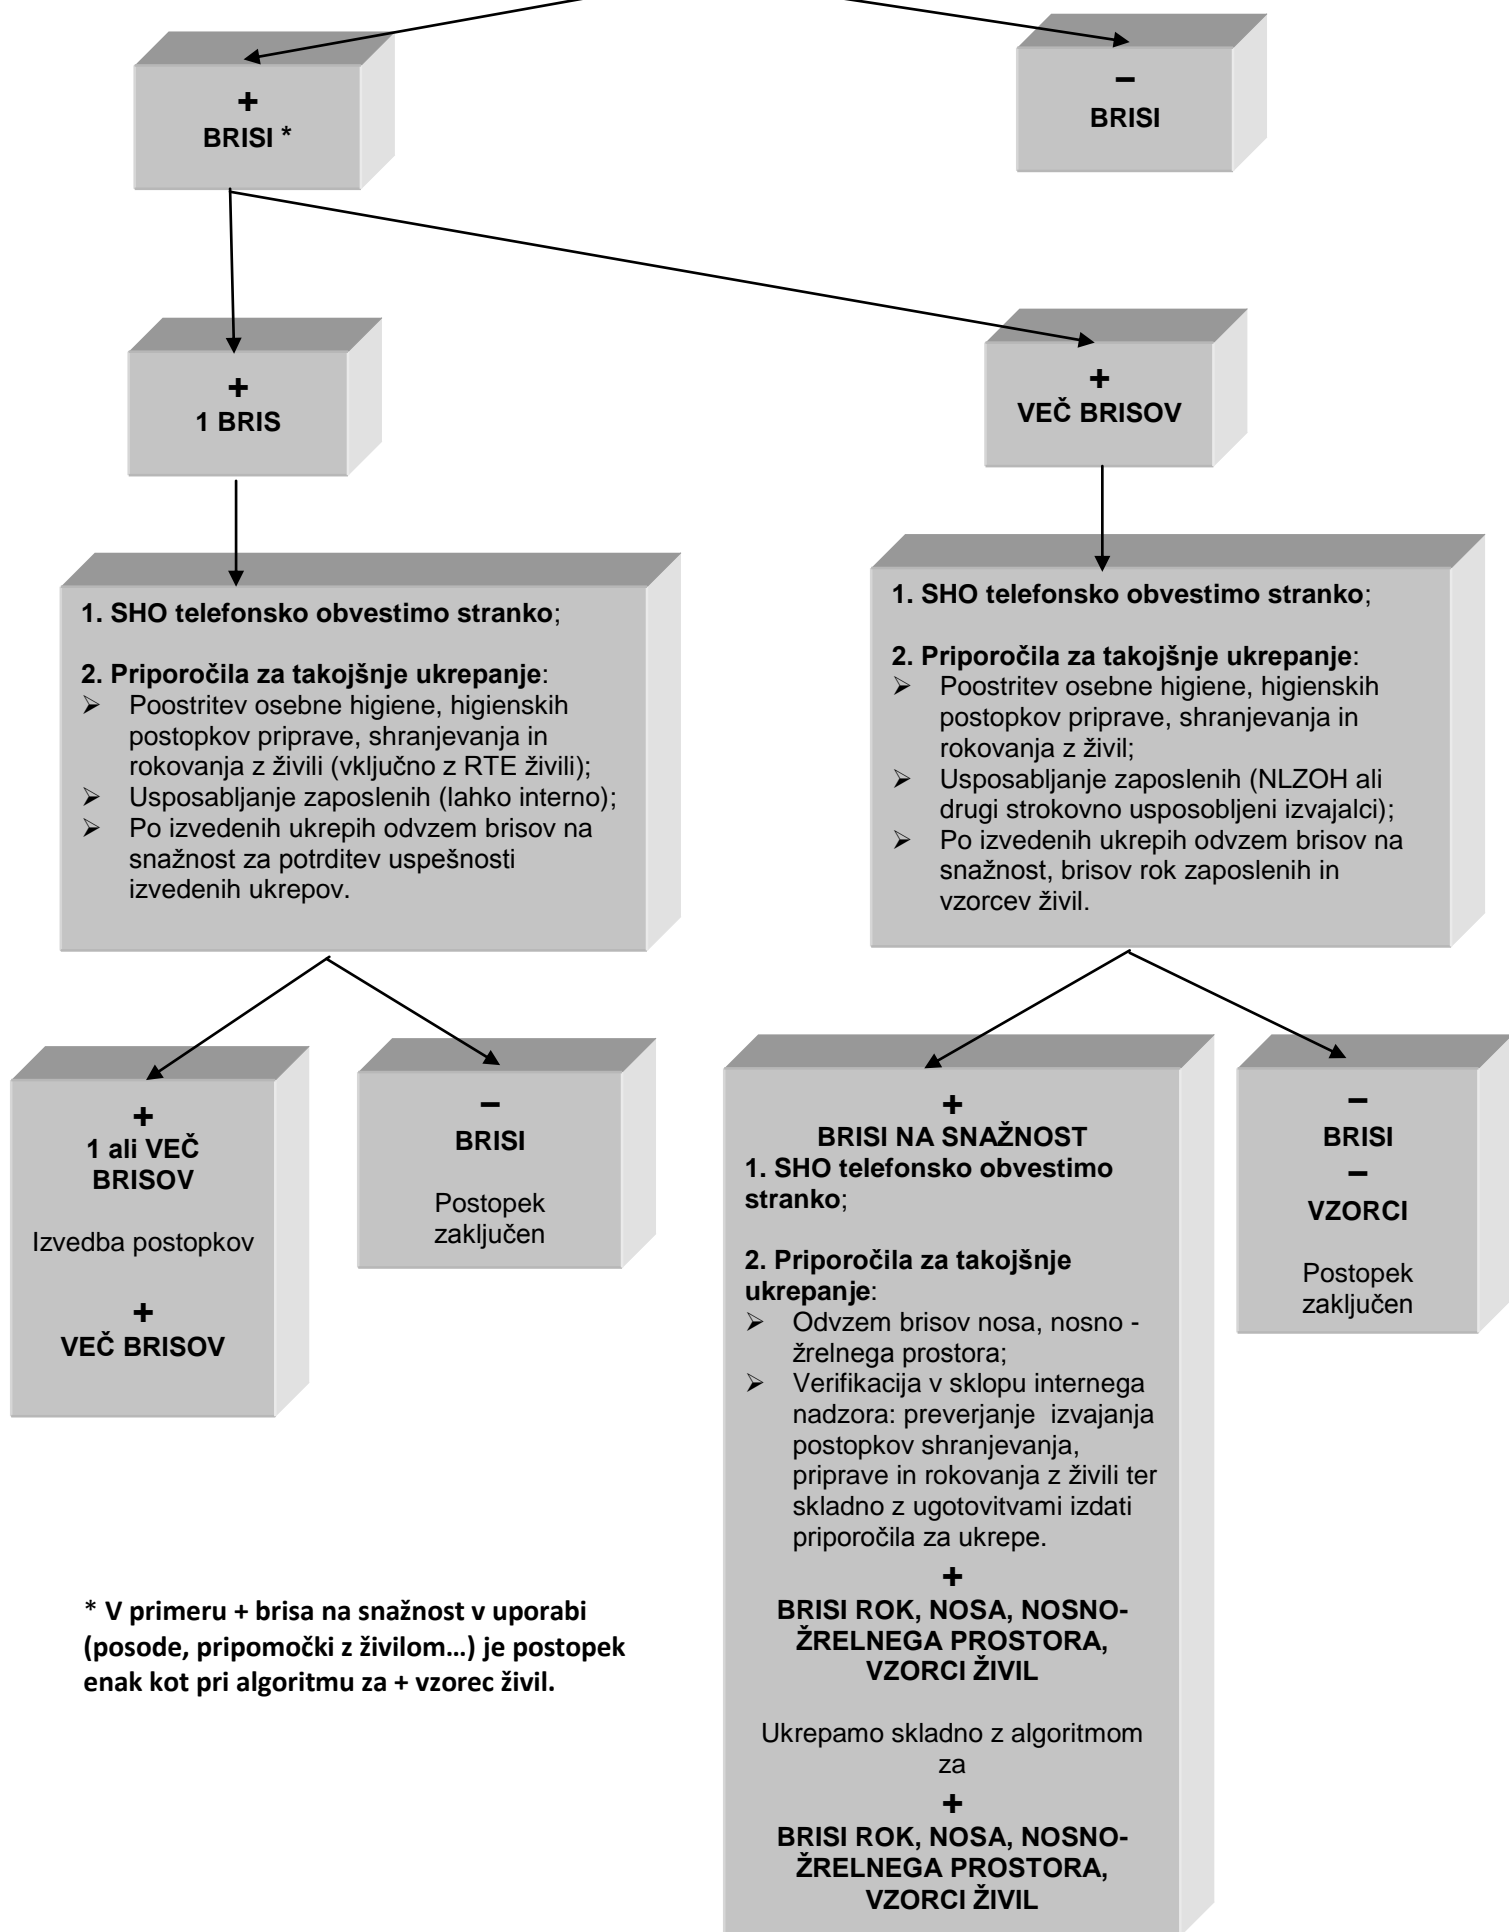 +
BRISI *
–
BRISI
+
1 BRIS
+
VEČ BRISOV
1. SHO telefonsko obvestimo stranko;
2. Priporočila za takojšnje ukrepanje:
➢ Poostritev osebne higiene, higienskih
postopkov priprave, shranjevanja in
rokovanja z živili (vključno z RTE živili);
➢ Usposabljanje zaposlenih (lahko interno);
➢ Po izvedenih ukrepih odvzem brisov na
snažnost za potrditev uspešnosti
izvedenih ukrepov.
1. SHO telefonsko obvestimo stranko;
2. Priporočila za takojšnje ukrepanje:
➢ Poostritev osebne higiene, higienskih
postopkov priprave, shranjevanja in
rokovanja z živil;
➢ Usposabljanje zaposlenih (NLZOH ali
drugi strokovno usposobljeni izvajalci);
➢ Po izvedenih ukrepih odvzem brisov na
snažnost, brisov rok zaposlenih in
vzorcev živil.
+
1 ali VEČ
BRISOV
Izvedba postopkov
+
VEČ BRISOV
–
BRISI
Postopek
zaključen
+
BRISI NA SNAŽNOST
1. SHO telefonsko obvestimo
stranko;
2. Priporočila za takojšnje
ukrepanje:
➢ Odvzem brisov nosa, nosno -
žrelnega prostora;
➢ Verifikacija v sklopu internega
nadzora: preverjanje izvajanja
postopkov shranjevanja,
priprave in rokovanja z živili ter
skladno z ugotovitvami izdati
priporočila za ukrepe.
+
BRISI ROK, NOSA, NOSNO-
ŽRELNEGA PROSTORA,
VZORCI ŽIVIL
Ukrepamo skladno z algoritmom
za
+
BRISI ROK, NOSA, NOSNO-
ŽRELNEGA PROSTORA,
VZORCI ŽIVIL
–
BRISI
–
VZORCI
Postopek
zaključen
* V primeru + brisa na snažnost v uporabi
(posode, pripomočki z živilom…) je postopek
enak kot pri algoritmu za + vzorec živil.